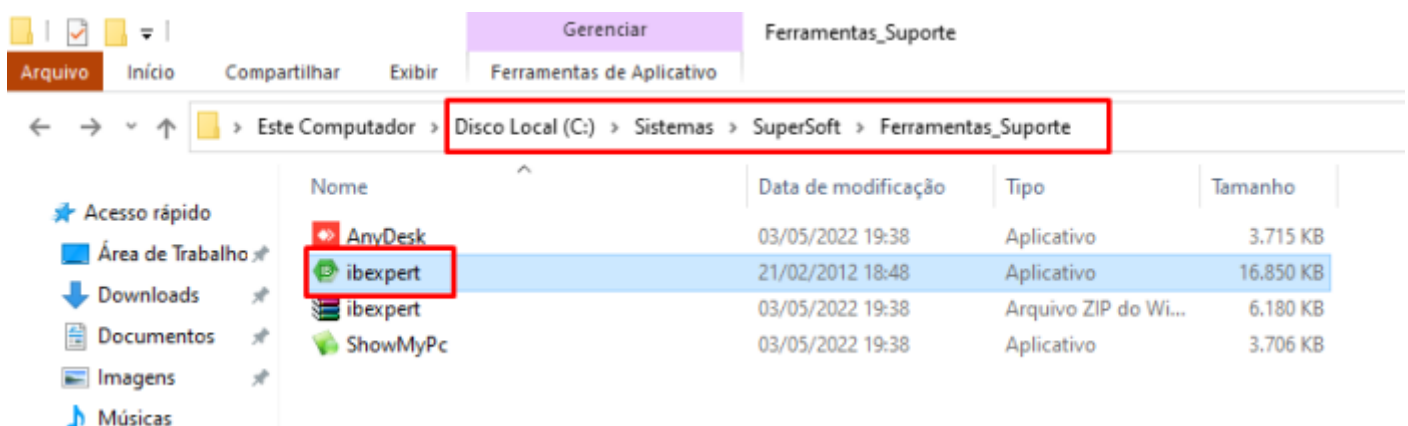 Gerenciar Ferramentas_Suporte
Arquivo Início Compartilhar Exibir Ferramentas de Aplicativo
Este Computador > Disco Local (C:) > Sistemas > SuperSoft > Ferramentas_Suporte
Nome Data de modificação Tipo Tamanho
Acesso rápido
Área de Trabalho
Downloads
Documentos
Imagens
Músicas
AnyDesk 03/05/2022 19:38 Aplicativo 3.715 KB
ibexpert 21/02/2012 18:48 Aplicativo 16.850 KB
ibexpert 03/05/2022 19:38 Arquivo ZIP do Wi... 6.180 KB
ShowMyPc 03/05/2022 19:38 Aplicativo 3.706 KB